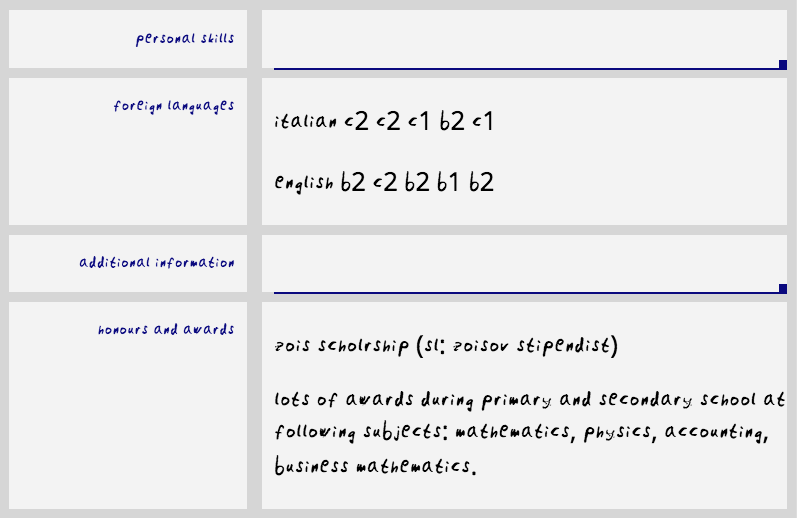 personal skills
foreign languages
italian c2 c2 c1 b2 c1
english b2 c2 b2 b1 b2
additional information
honours and awards
zois scholrship (sl: zoisov stipendist)
lots of awards during primary and secondary school at
following subjects: mathematics, physics, accounting,
business mathematics.